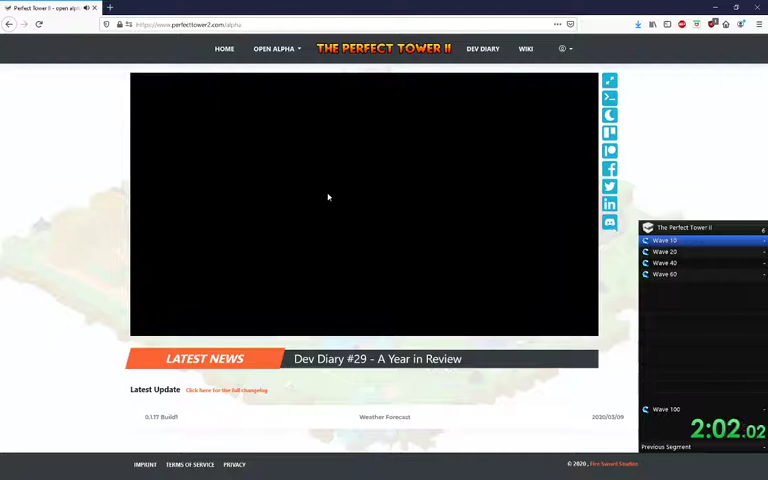 Perfect Tower II - open alpha
https://www.perfecttower2.com/alpha
HOME
OPEN ALPHA
THE PERFECT TOWER II
DEV DIARY
WIKI
The Perfect Tower II
6
Wave 10 -
Wave 20 -
Wave 40 -
Wave 60 -
Wave 100 -
2:02.02
Previous Segment -
LATEST NEWS
Dev Diary #29 - A Year in Review
Latest Update Click here for the full changelog
0.1.17 Build1 Weather Forecast 2020/03/09
IMPRINT TERMS OF SERVICE PRIVACY
© 2020 , Fire Sword Studios